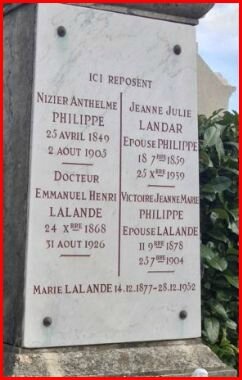 ICI REPOSENT
NIZIER ANTHELME
PHILIPPE
25 AVRIL 1849
2 AOUT 1905
DOCTEUR
EMMANUEL HENRI
LALANDE
24 XBRE 1868
31 AOUT 1926
JEANNE JULIE
LANDAR
EPOUSE PHILIPPE
18 7BRE 1859
25 XBRE 1939
VICTOIRE JEANNE MARIE
PHILIPPE
EPOUSE LALANDE
11 9BRE 1878
25 7BRE 1904
MARIE LALANDE 14.12.1877-28.12.1952